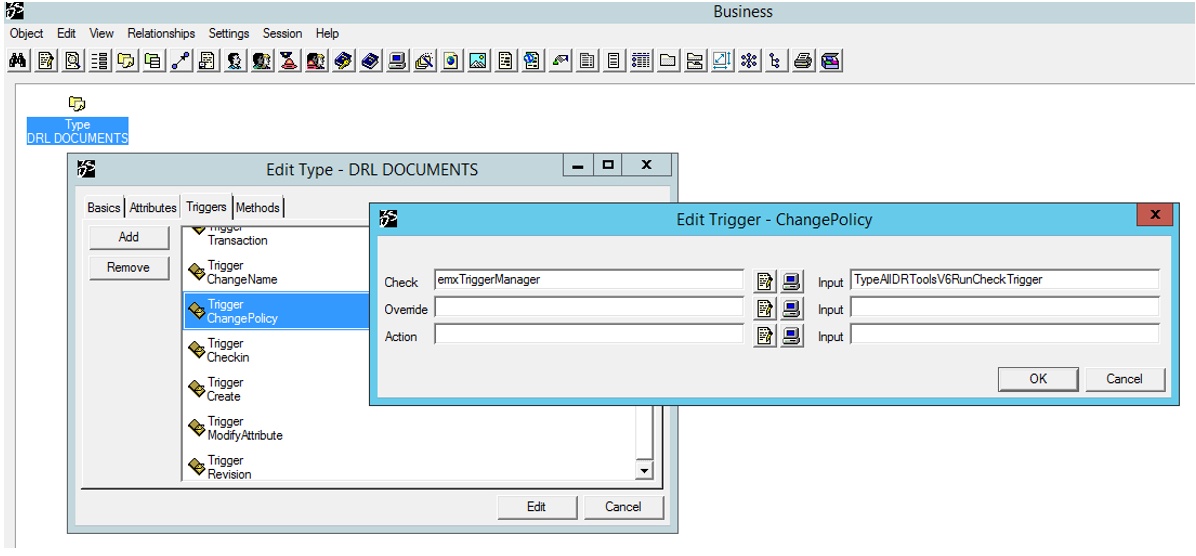 Business
Object Edit View Relationships Settings Session Help
Type
DRL DOCUMENTS
Edit Type - DRL DOCUMENTS
Basics Attributes Triggers Methods
Add
Remove
Trigger
Transaction
Trigger
ChangeName
Trigger
ChangePolicy
Trigger
Checkin
Trigger
Create
Trigger
ModifyAttribute
Trigger
Revision
Edit Cancel
Edit Trigger - ChangePolicy
Check emxTriggerManager Input TypeAllDRToolsV6RunCheckTrigger
Override Input
Action Input
OK Cancel